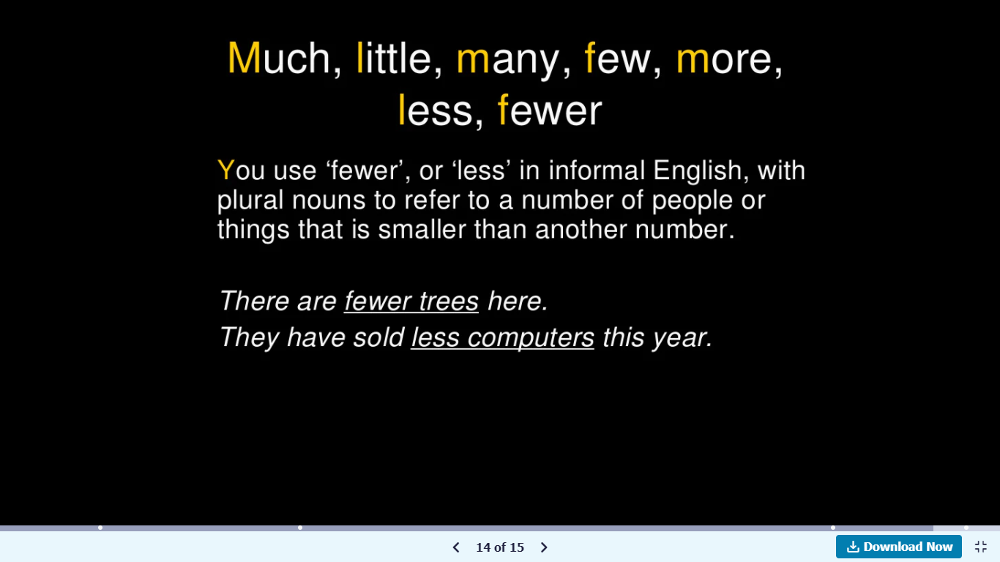 Much, little, many, few, more,
less, fewer
You use ‘fewer’, or ‘less’ in informal English, with
plural nouns to refer to a number of people or
things that is smaller than another number.
There are fewer trees here.
They have sold less computers this year.
14 of 15
Download Now